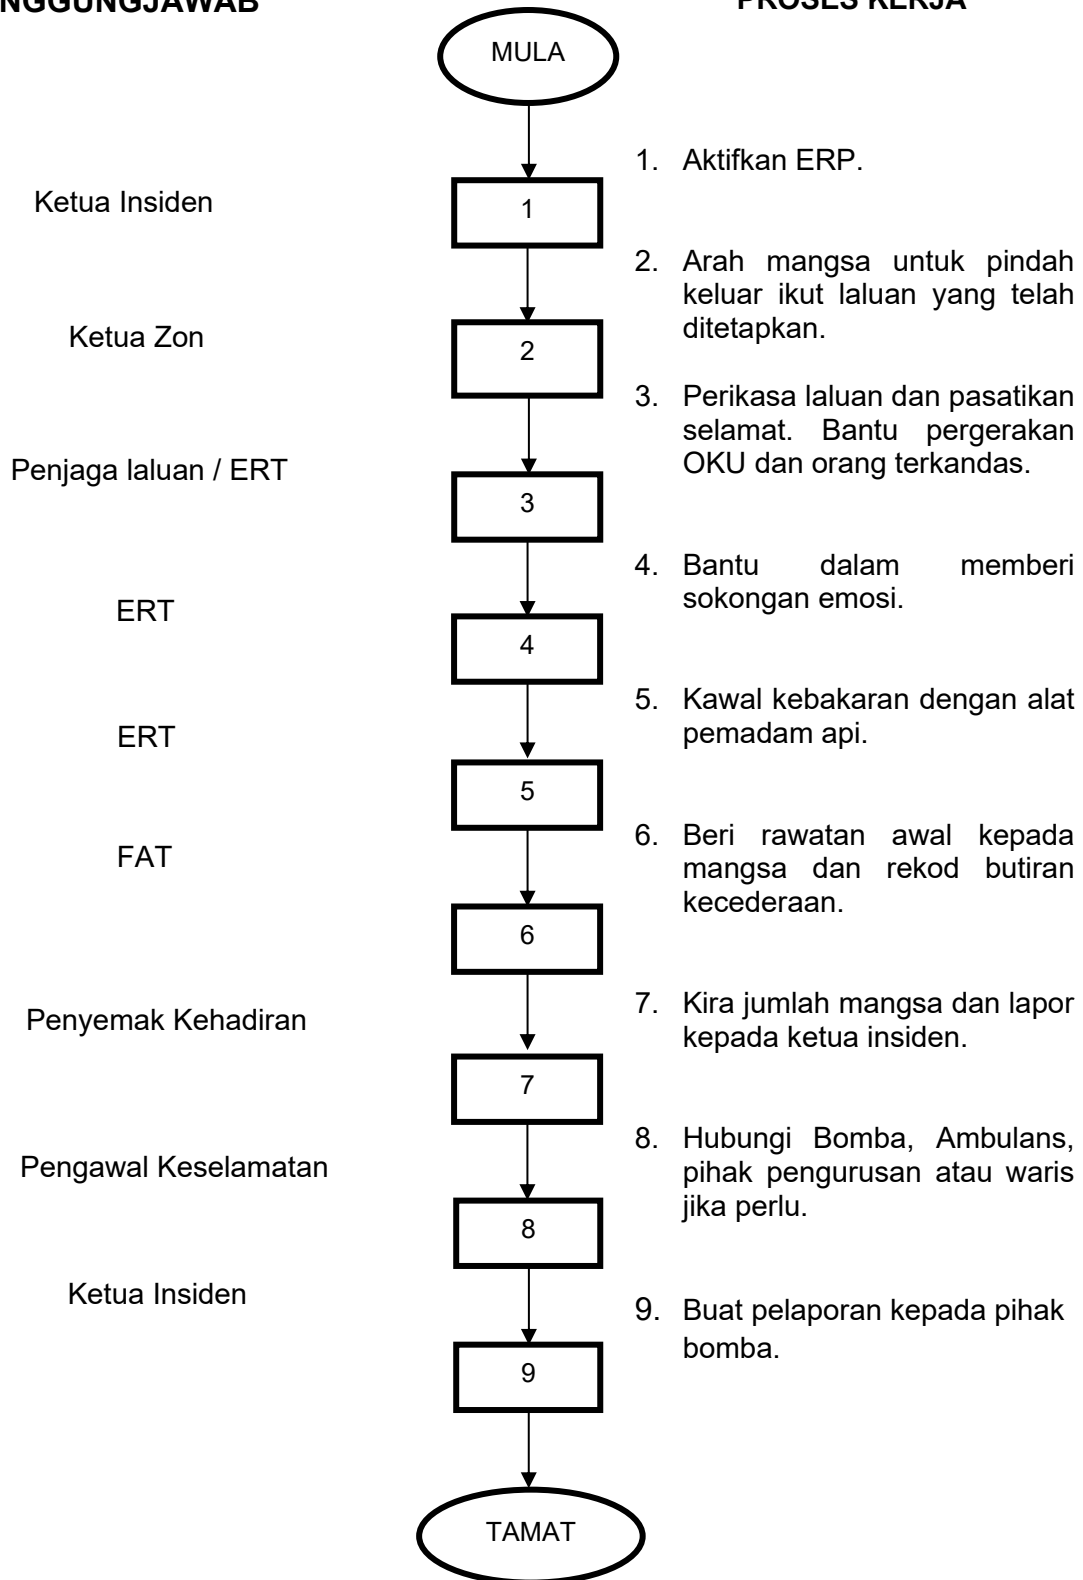 NGGUNGJAWAB
PROSES KERJA
MULA
1. Aktifkan ERP.
Ketua Insiden
1
2. Arah mangsa untuk pindah
keluar ikut laluan yang telah
ditetapkan.
Ketua Zon
2
3. Perikasa laluan dan pasatikan
selamat. Bantu pergerakan
OKU dan orang terkandas.
Penjaga laluan / ERT
3
4. Bantu dalam memberi
sokongan emosi.
ERT
4
5. Kawal kebakaran dengan alat
pemadam api.
ERT
5
6. Beri rawatan awal kepada
mangsa dan rekod butiran
kecederaan.
FAT
6
7. Kira jumlah mangsa dan lapor
kepada ketua insiden.
Penyemak Kehadiran
7
8. Hubungi Bomba, Ambulans,
pihak pengurusan atau waris
jika perlu.
Pengawal Keselamatan
8
Ketua Insiden
9. Buat pelaporan kepada pihak
bomba.
9
TAMAT